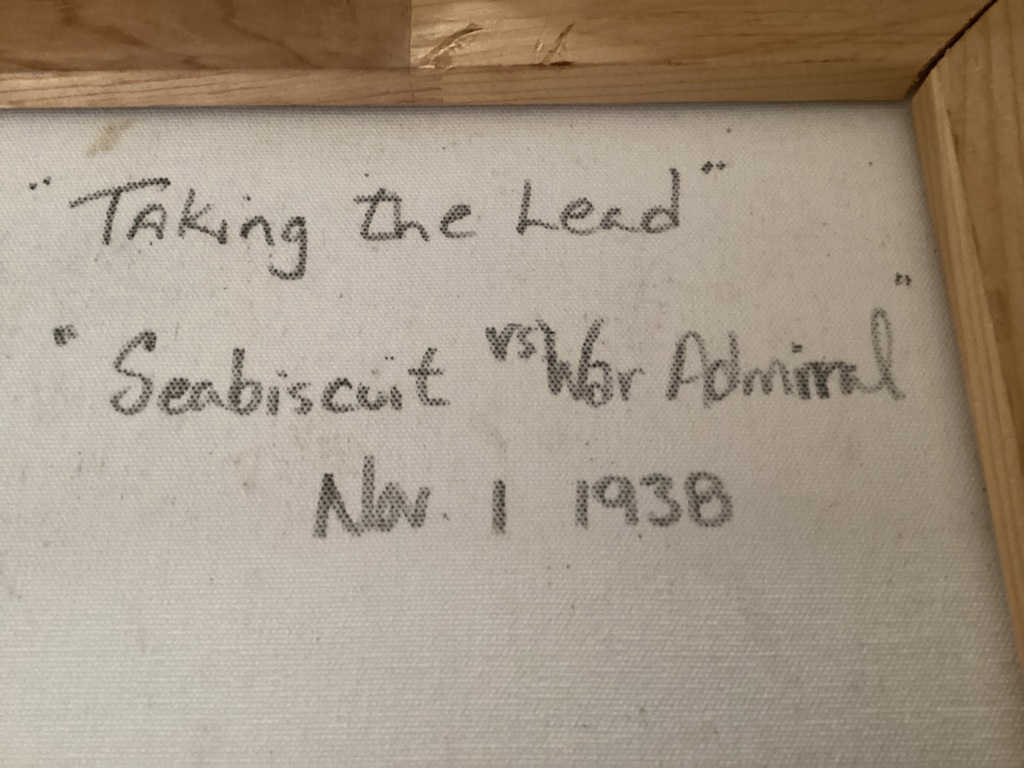 "Taking the Lead"
"Seabiscuit vs War Admiral"
Nov. 1 1938